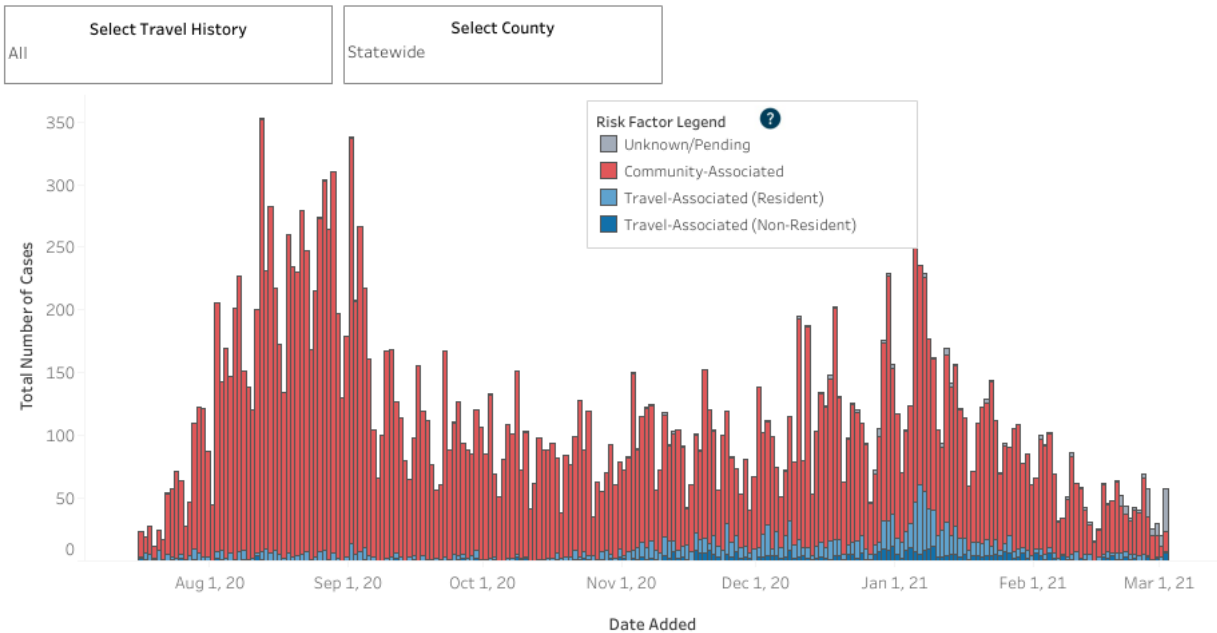 Select Travel History
All
Select County
Statewide
Risk Factor Legend ?
Unknown/Pending
Community-Associated
Travel-Associated (Resident)
Travel-Associated (Non-Resident)
Total Number of Cases
350
300
250
200
150
100
50
0
Aug 1, 20 Sep 1, 20 Oct 1, 20 Nov 1, 20 Dec 1, 20 Jan 1, 21 Feb 1, 21 Mar 1, 21
Date Added